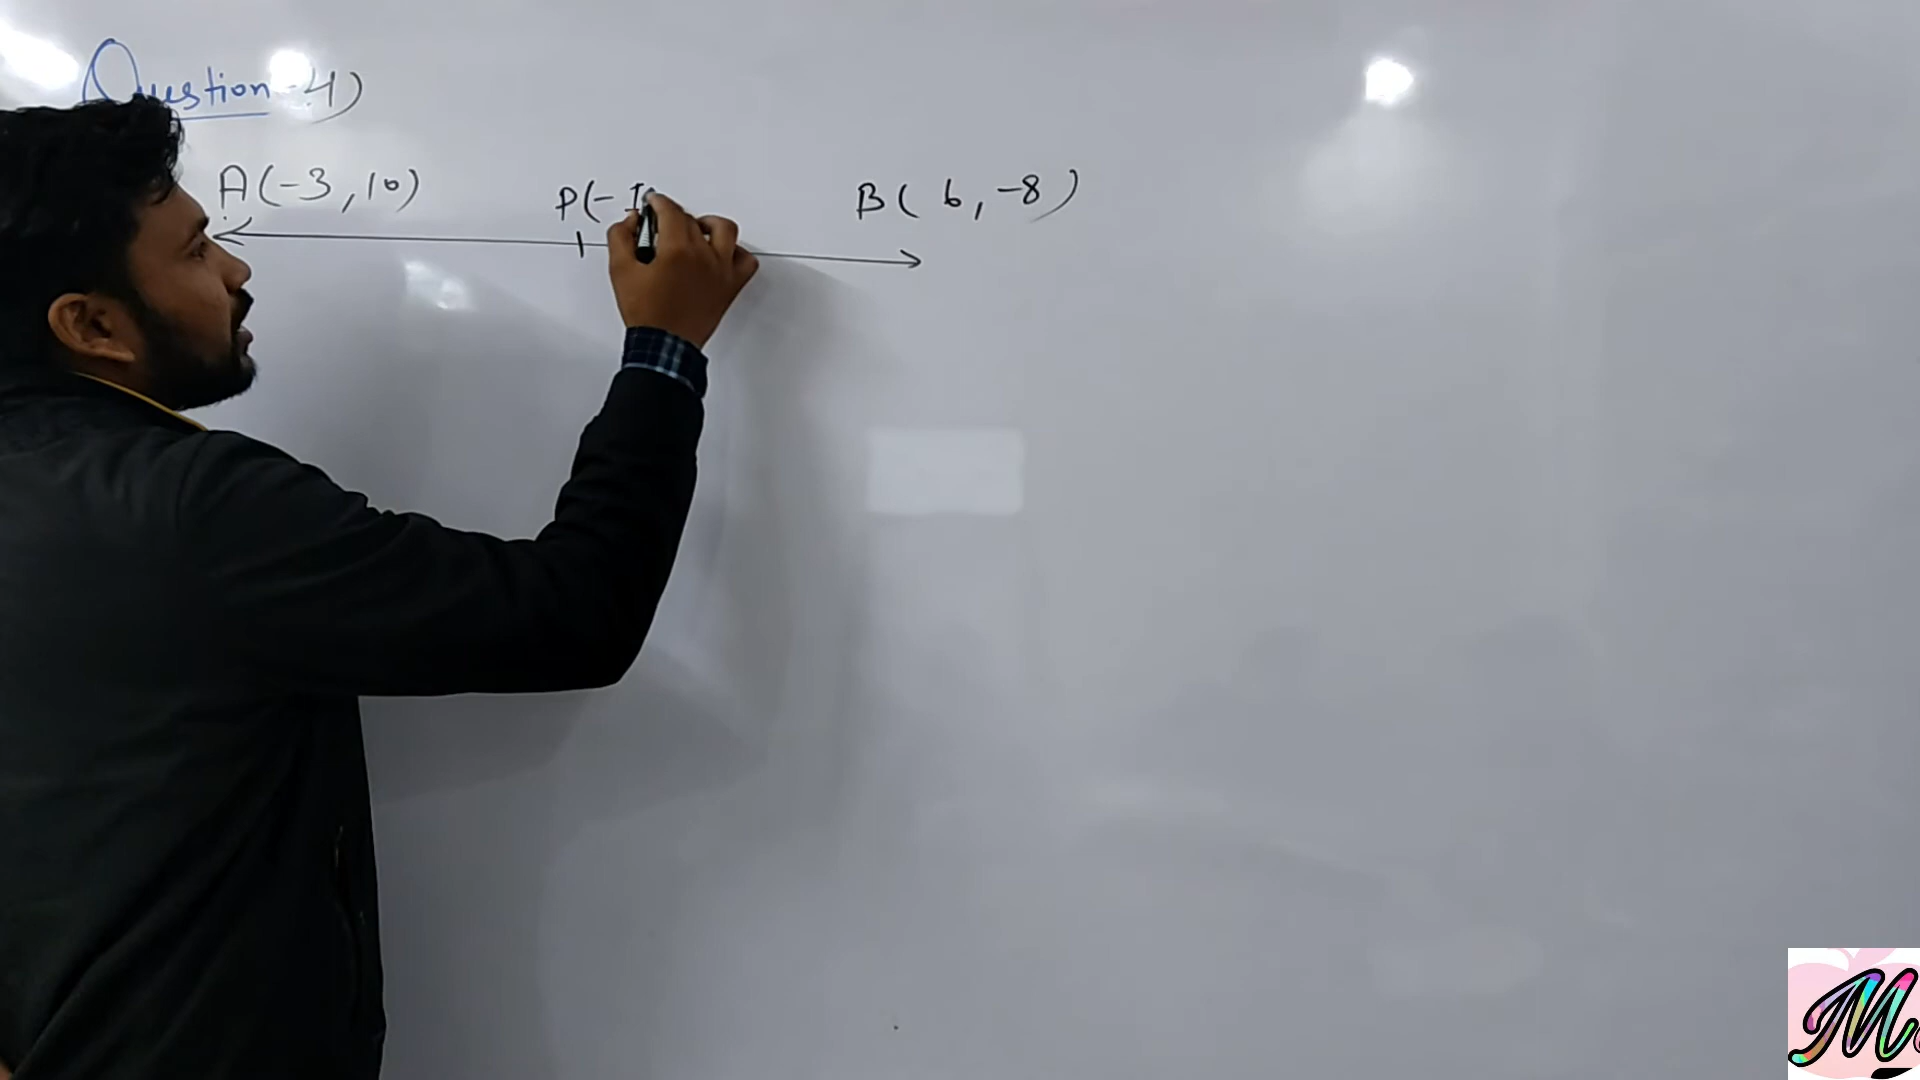 Question - 4)
A(-3,10) P(-1 B( 6, -8 )
M